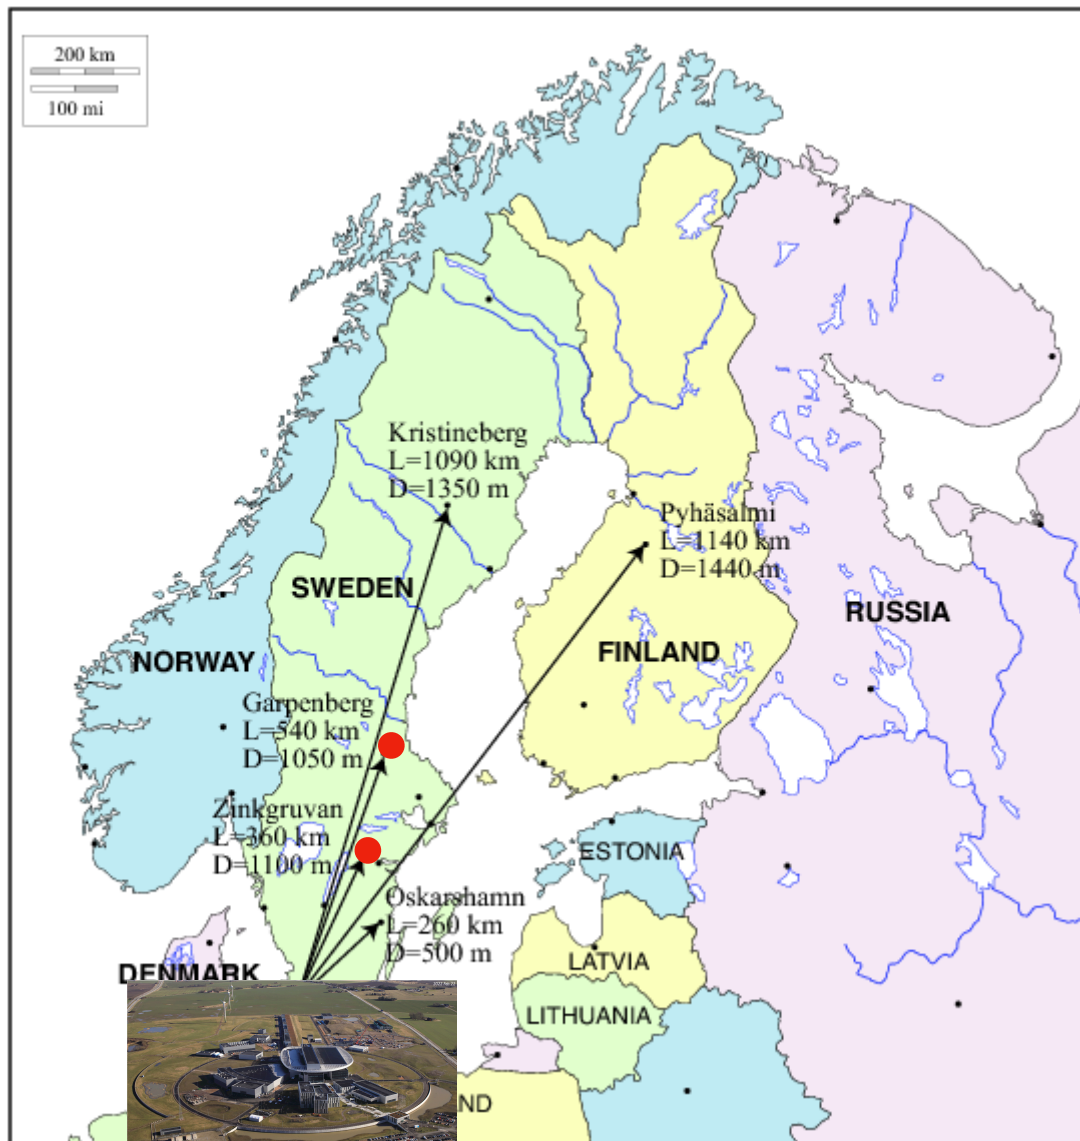 200 km
100 mi
Kristineberg
L=1090 km
D=1350 m
Pyhäsalmi
L=1140 km
D=1440 m
SWEDEN
RUSSIA
NORWAY
FINLAND
Garpenberg
L=540 km
D=1050 m
Zinkgruvan
L=360 km
D=1100 m
ESTONIA
Oskarshamn
L=260 km
D=500 m
DENMARK
LATVIA
LITHUANIA
ND